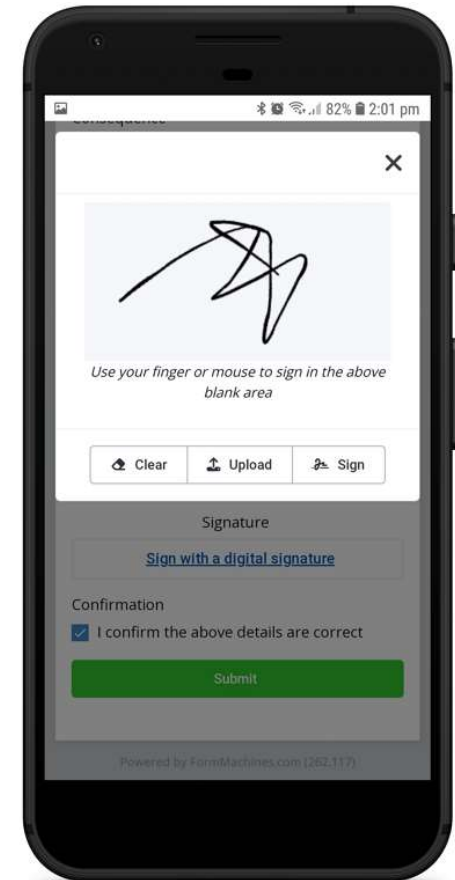 82% 2:01 pm
Consequence
Use your finger or mouse to sign in the above
blank area
Clear Upload Sign
Signature
Sign with a digital signature
Confirmation
I confirm the above details are correct
Submit
Powered by FormMachines.com (262,117)